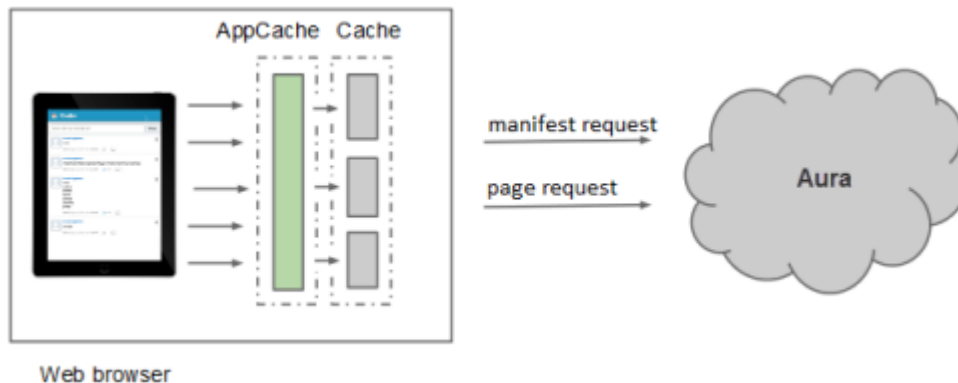 AppCache Cache
manifest request
page request
Aura
Web browser